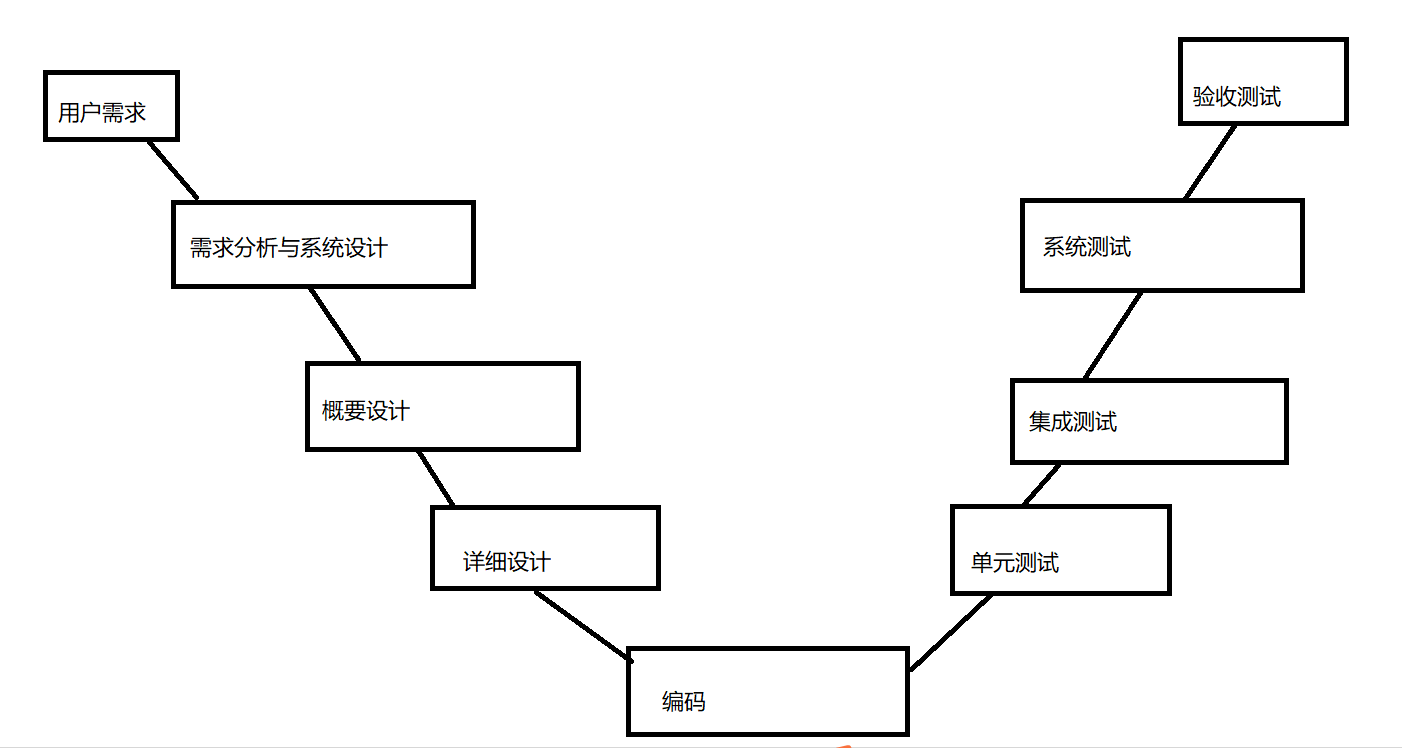 用户需求
需求分析与系统设计
概要设计
详细设计
编码
单元测试
集成测试
系统测试
验收测试